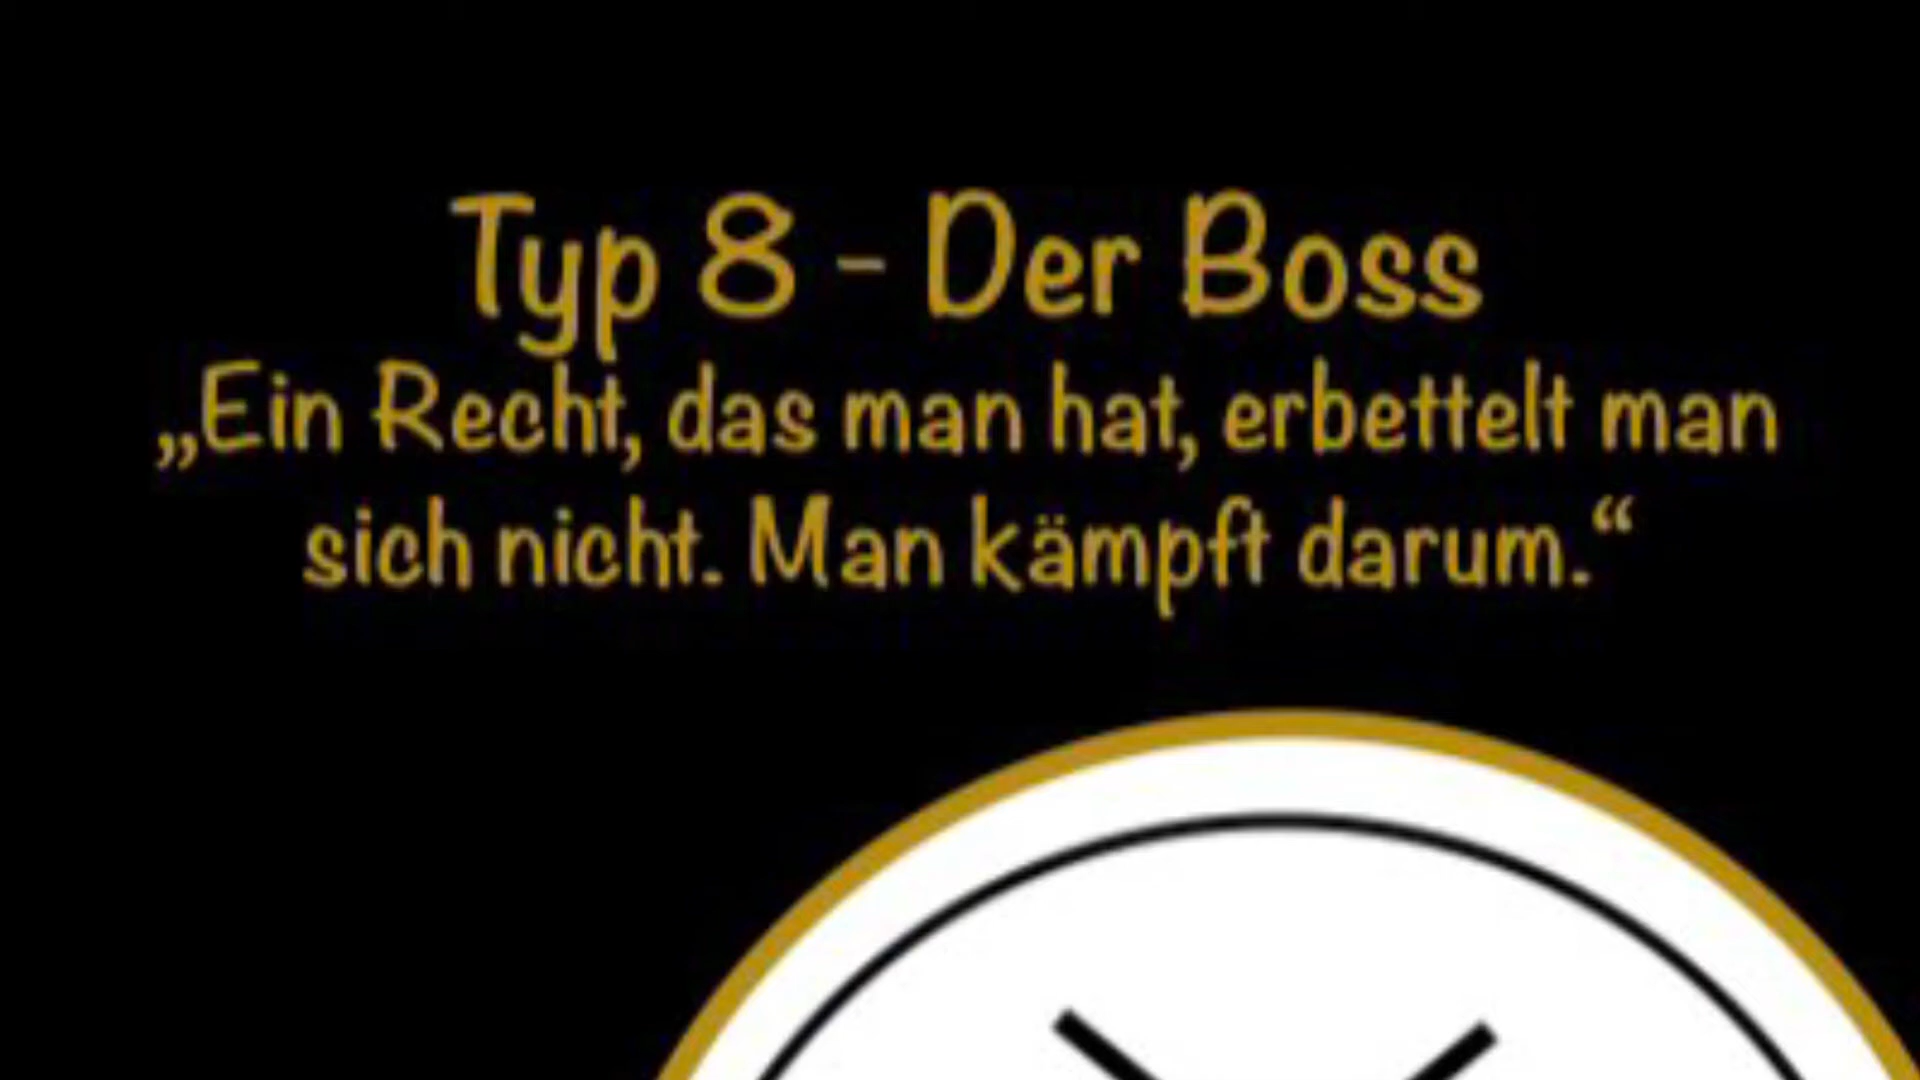 Typ 8 - Der Boss
„Ein Recht, das man hat, erbettelt man
sich nicht. Man kämpft darum.“